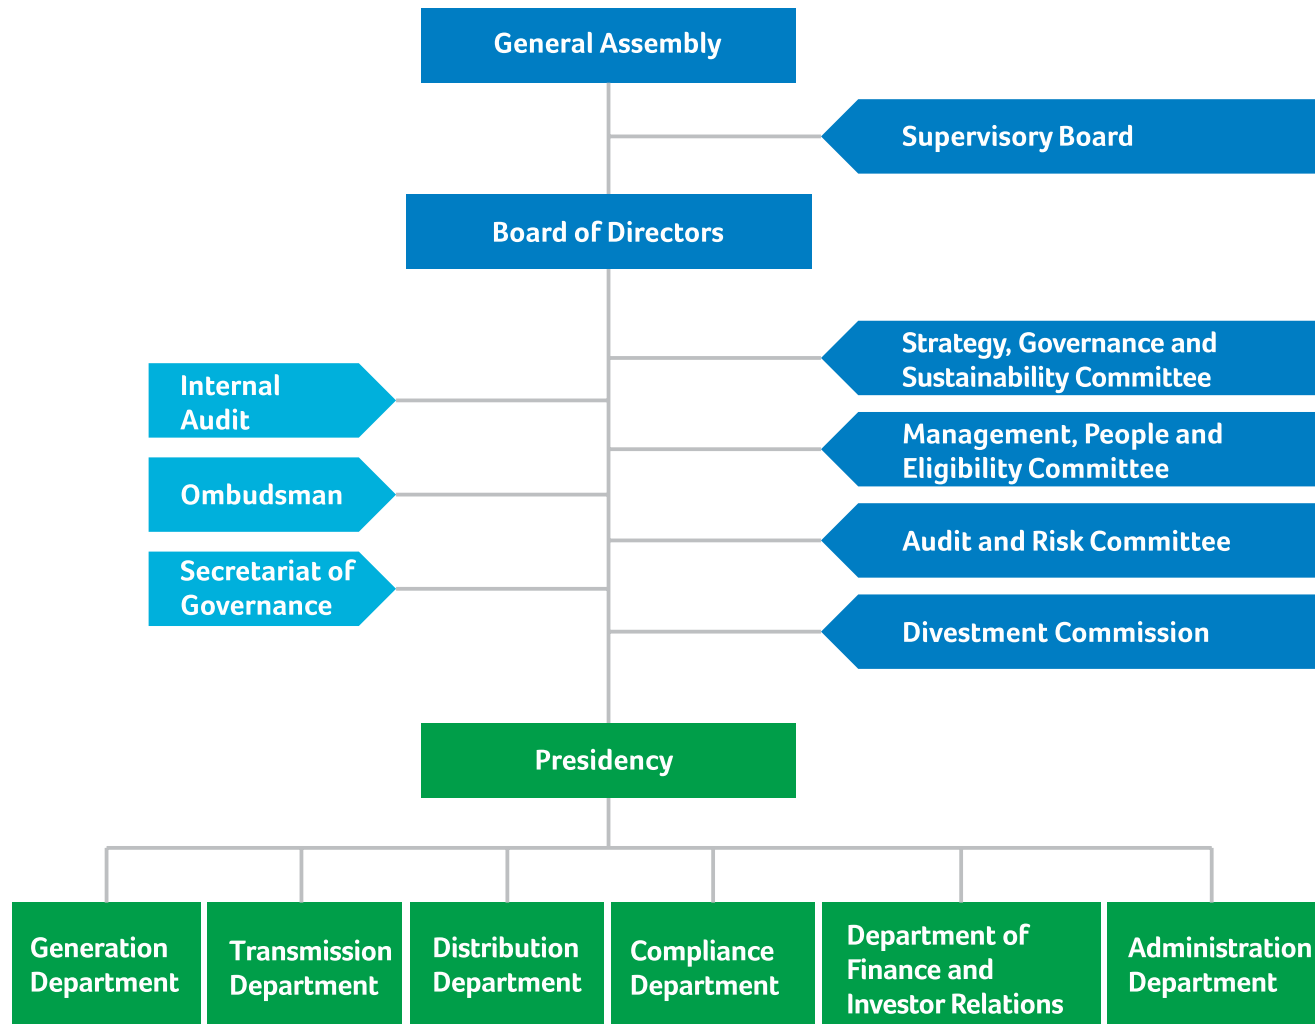 General Assembly
Supervisory Board
Board of Directors
Strategy, Governance and
Sustainability Committee
Internal
Audit
Management, People and
Eligibility Committee
Ombudsman
Audit and Risk Committee
Secretariat of
Governance
Divestment Commission
Presidency
Generation
Department
Transmission
Department
Distribution
Department
Compliance
Department
Department of
Finance and
Investor Relations
Administration
Department